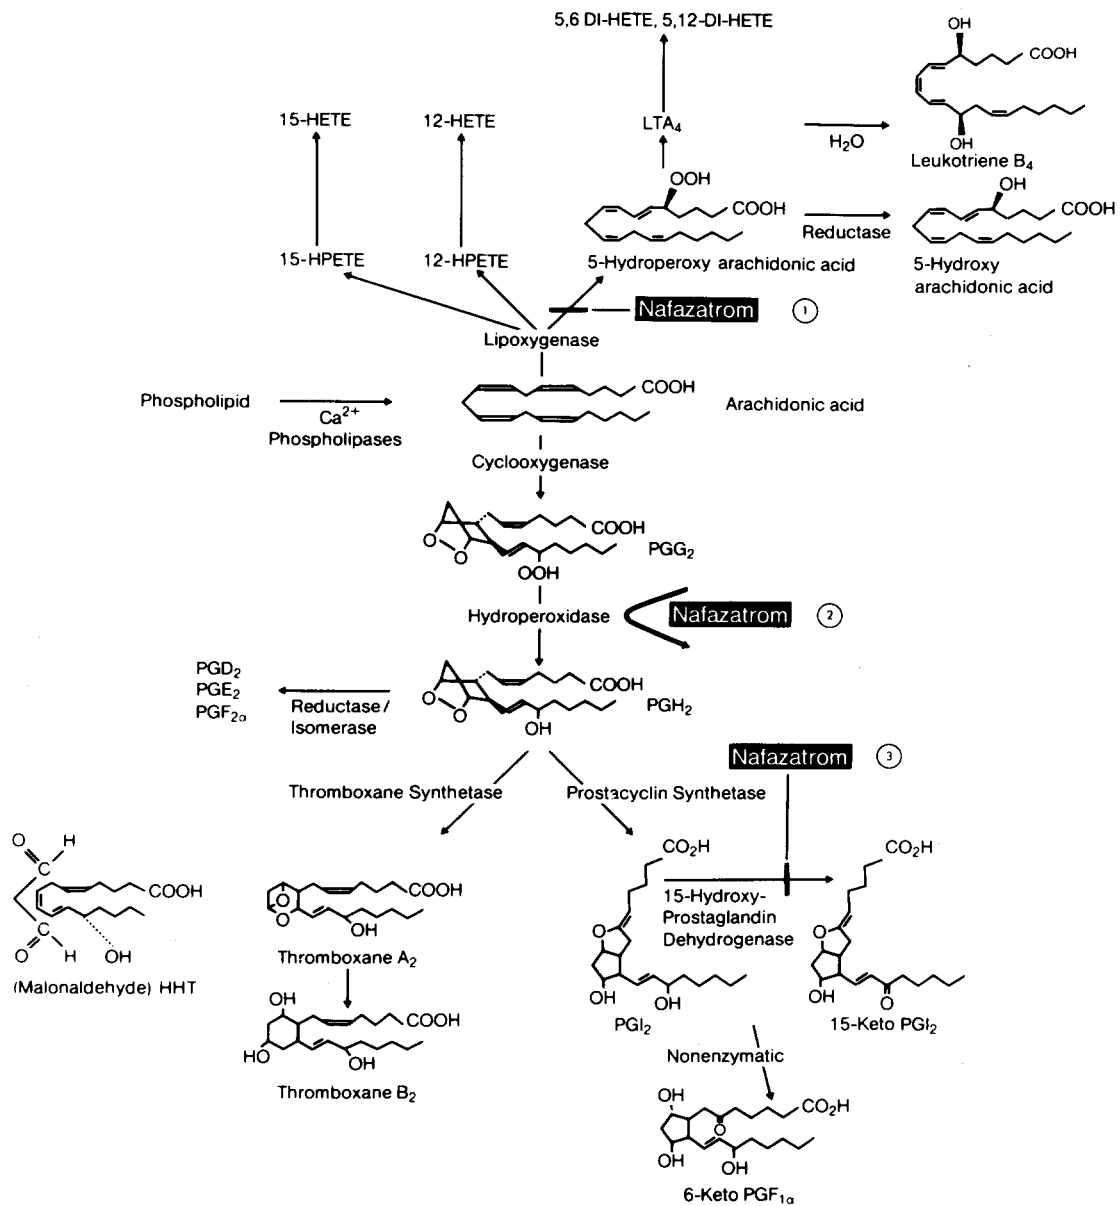 5,6 DI-HETE, 5,12-DI-HETE
OH
COOH
OH
Leukotriene B4
15-HETE
12-HETE
LTA4
H2O
OOH
COOH
5-Hydroperoxy arachidonic acid
Reductase
OH
COOH
5-Hydroxy
arachidonic acid
15-HPETE
12-HPETE
Nafazatrom
1
Lipoxygenase
Phospholipid
Ca2+
Phospholipases
COOH
Arachidonic acid
Cyclooxygenase
COOH
O
O
OOH
PGG2
Hydroperoxidase
Nafazatrom
2
PGD2
PGE2
PGF2α
Reductase/
Isomerase
COOH
O
O
OH
PGH2
Nafazatrom
3
Thromboxane Synthetase
Prostacyclin Synthetase
O
H
C
COOH
C
O
H
OH
(Malonaldehyde) HHT
COOH
O
O
OH
Thromboxane A2
OH
COOH
HO
OH
Thromboxane B2
CO2H
O
OH
OH
PGI2
15-Hydroxy-
Prostaglandin
Dehydrogenase
CO2H
O
OH
O
15-Keto PGI2
Nonenzymatic
OH
CO2H
O
OH
OH
6-Keto PGF1α